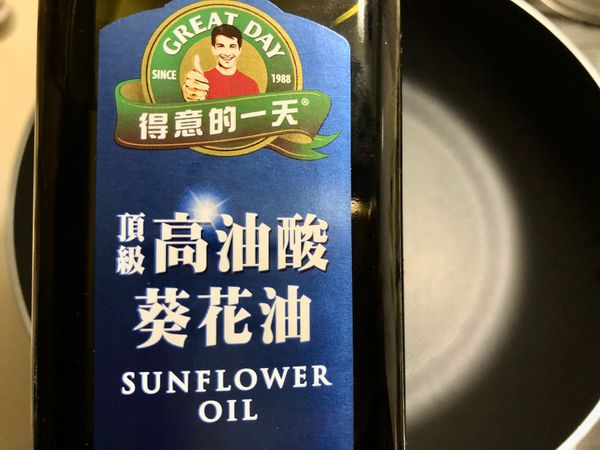 GREAT DAY
SINCE 1988
得意的一天®
頂級 高油酸
葵花油
SUNFLOWER
OIL